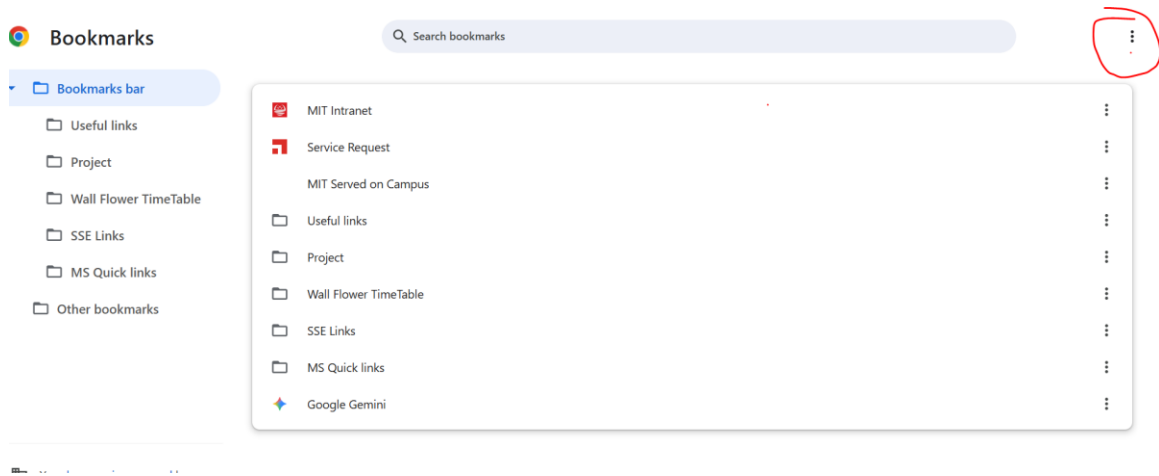 Bookmarks
Search bookmarks
Bookmarks bar
Useful links
Project
Wall Flower TimeTable
SSE Links
MS Quick links
Other bookmarks
MIT Intranet
Service Request
MIT Served on Campus
Useful links
Project
Wall Flower TimeTable
SSE Links
MS Quick links
Google Gemini